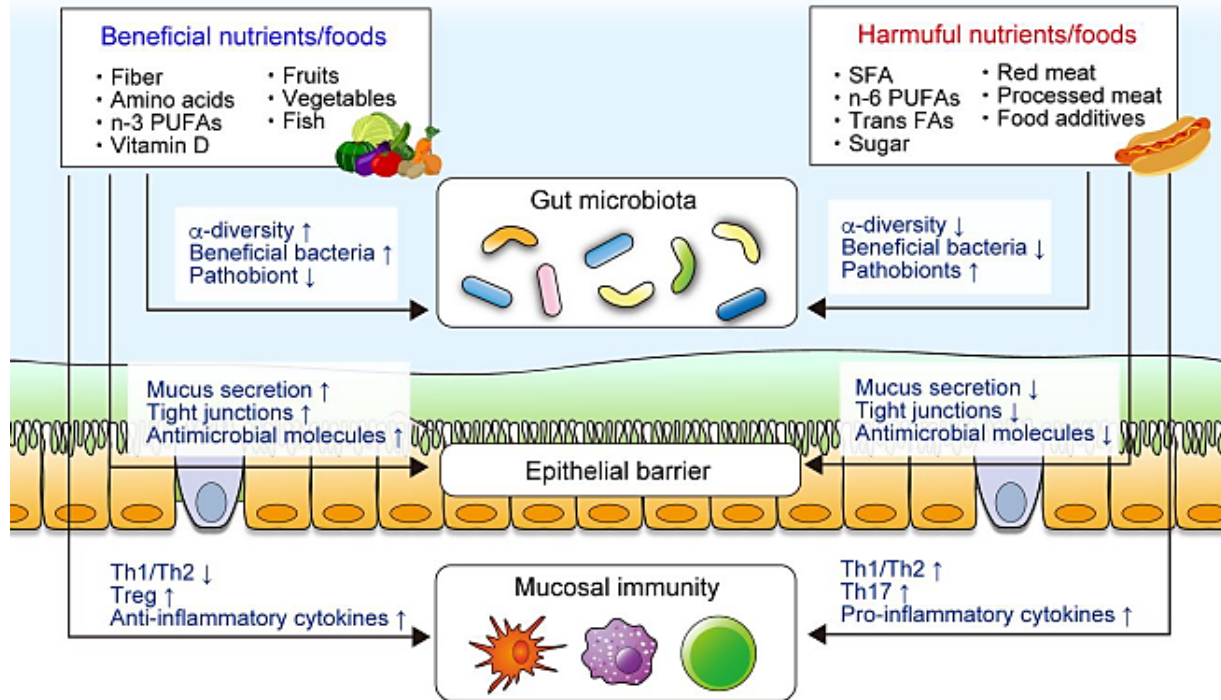 Beneficial nutrients/foods
・Fiber
・Amino acids
・n-3 PUFAs
・Vitamin D
・Fruits
・Vegetables
・Fish
Harmuful nutrients/foods
・SFA
・n-6 PUFAs
・Trans FAs
・Sugar
・Red meat
・Processed meat
・Food additives
Gut microbiota
α-diversity ↑
Beneficial bacteria ↑
Pathobiont ↓
α-diversity ↓
Beneficial bacteria ↓
Pathobionts ↑
Mucus secretion ↑
Tight junctions ↑
Antimicrobial molecules ↑
Mucus secretion ↓
Tight junctions ↓
Antimicrobial molecules ↓
Epithelial barrier
Th1/Th2 ↓
Treg ↑
Anti-inflammatory cytokines ↑
Mucosal immunity
Th1/Th2 ↑
Th17 ↑
Pro-inflammatory cytokines ↑